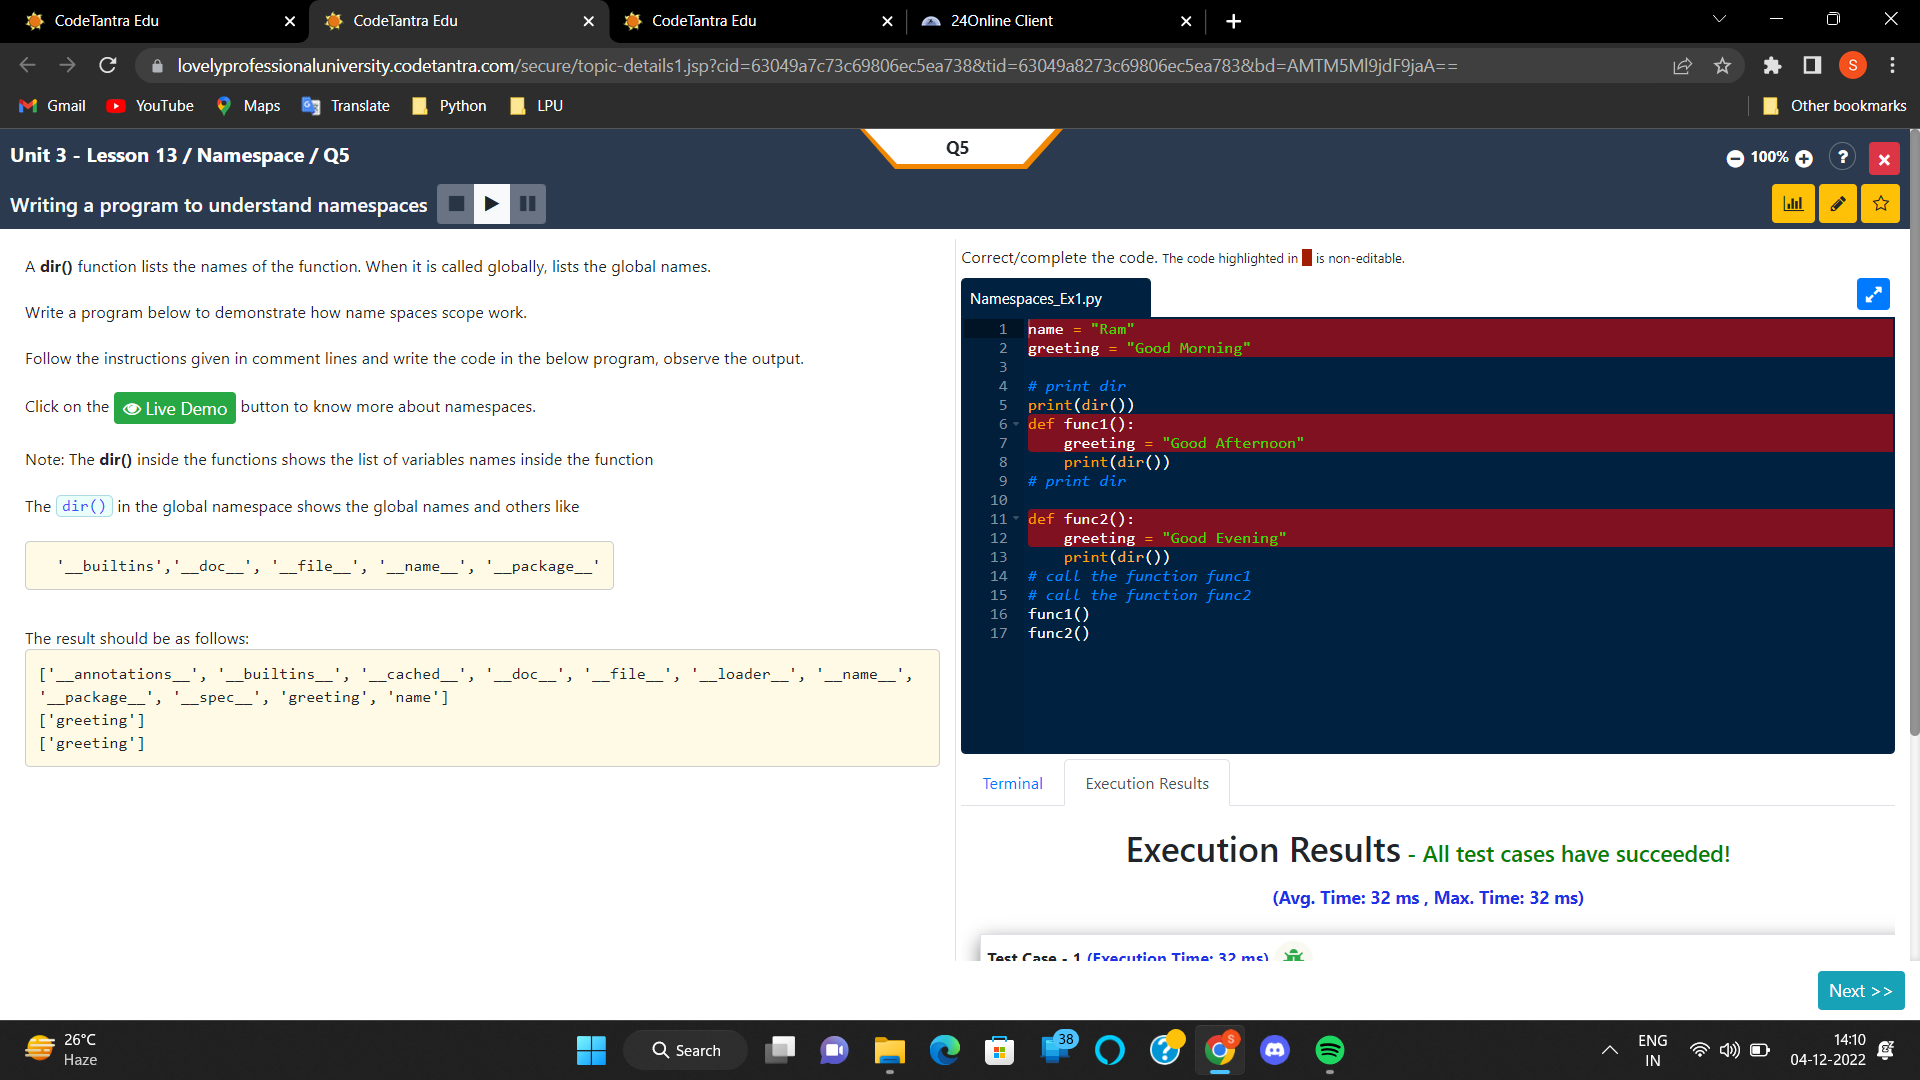 CodeTantra Edu
CodeTantra Edu
CodeTantra Edu
24Online Client
lovelyprofessionaluniversity.codetantra.com/secure/topic-details1.jsp?cid=63049a7c73c69806ec5ea738&tid=63049a8273c69806ec5ea783&bd=AMTM5MI9jdF9jaA==
S
Gmail
YouTube
Maps
Translate
Python
LPU
Other bookmarks
Unit 3 - Lesson 13 / Namespace / Q5
Q5
100%
?
Writing a program to understand namespaces
A dir() function lists the names of the function. When it is called globally, lists the global names.
Write a program below to demonstrate how name spaces scope work.
Follow the instructions given in comment lines and write the code in the below program, observe the output.
Click on the Live Demo button to know more about namespaces.
Note: The dir() inside the functions shows the list of variables names inside the function
The dir() in the global namespace shows the global names and others like
'__builtins','__doc__', '__file__', '__name__', '__package__'
The result should be as follows:
['__annotations__', '__builtins__', '__cached__', '__doc__', '__file__', '__loader__', '__name__',
'__package__', '__spec__', 'greeting', 'name']
['greeting']
['greeting']
Correct/complete the code. The code highlighted in is non-editable.
Namespaces_Ex1.py
1 name = "Ram"
2 greeting = "Good Morning"
3
4 # print dir
5 print(dir())
6 def func1():
7 greeting = "Good Afternoon"
8 print(dir())
9 # print dir
10
11 def func2():
12 greeting = "Good Evening"
13 print(dir())
14 # call the function func1
15 # call the function func2
16 func1()
17 func2()
Terminal
Execution Results
Execution Results - All test cases have succeeded!
(Avg. Time: 32 ms , Max. Time: 32 ms)
Test Case - 1 (Execution Time: 32 ms)
Next >>
26°C
Haze
Search
38
S
ENG
IN
14:10
04-12-2022